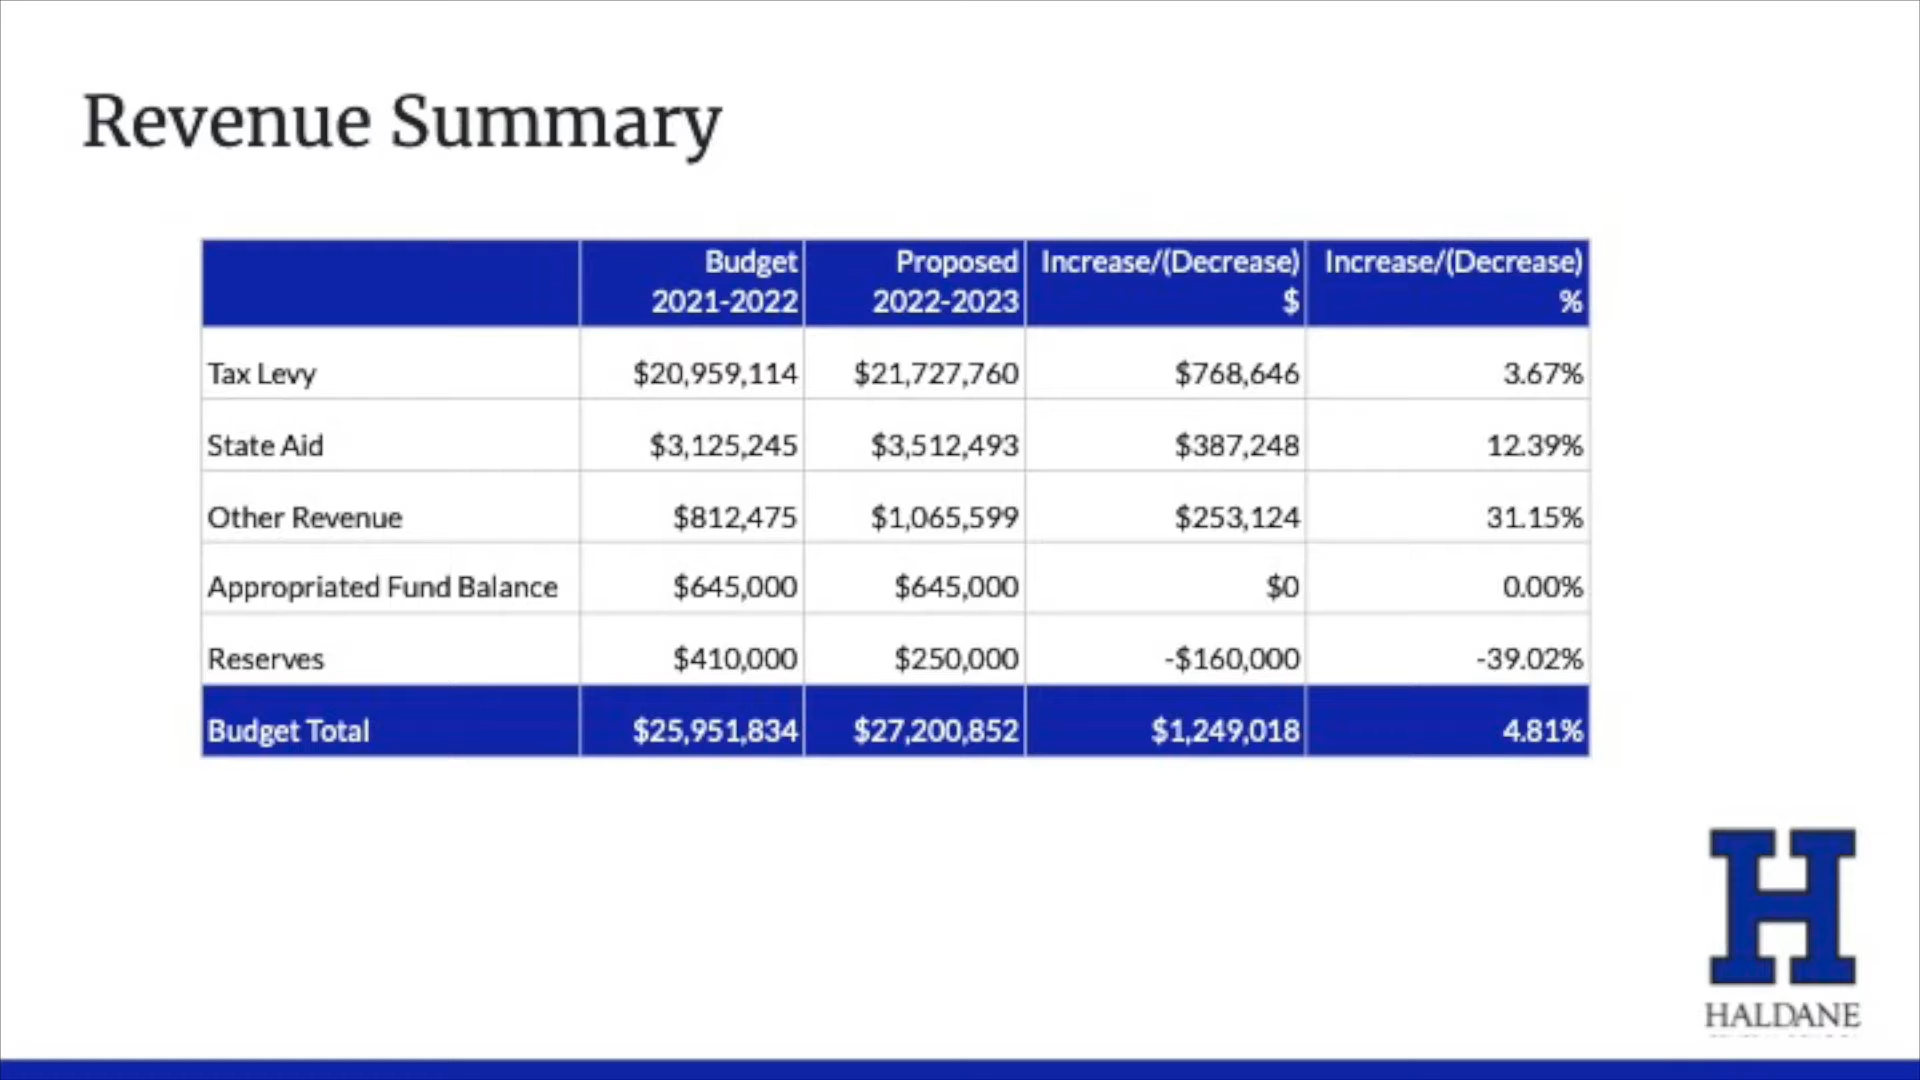 Revenue Summary
Budget 2021-2022 Proposed 2022-2023 Increase/(Decrease) $ Increase/(Decrease) %
Tax Levy $20,959,114 $21,727,760 $768,646 3.67%
State Aid $3,125,245 $3,512,493 $387,248 12.39%
Other Revenue $812,475 $1,065,599 $253,124 31.15%
Appropriated Fund Balance $645,000 $645,000 $0 0.00%
Reserves $410,000 $250,000 -$160,000 -39.02%
Budget Total $25,951,834 $27,200,852 $1,249,018 4.81%
H
HALDANE